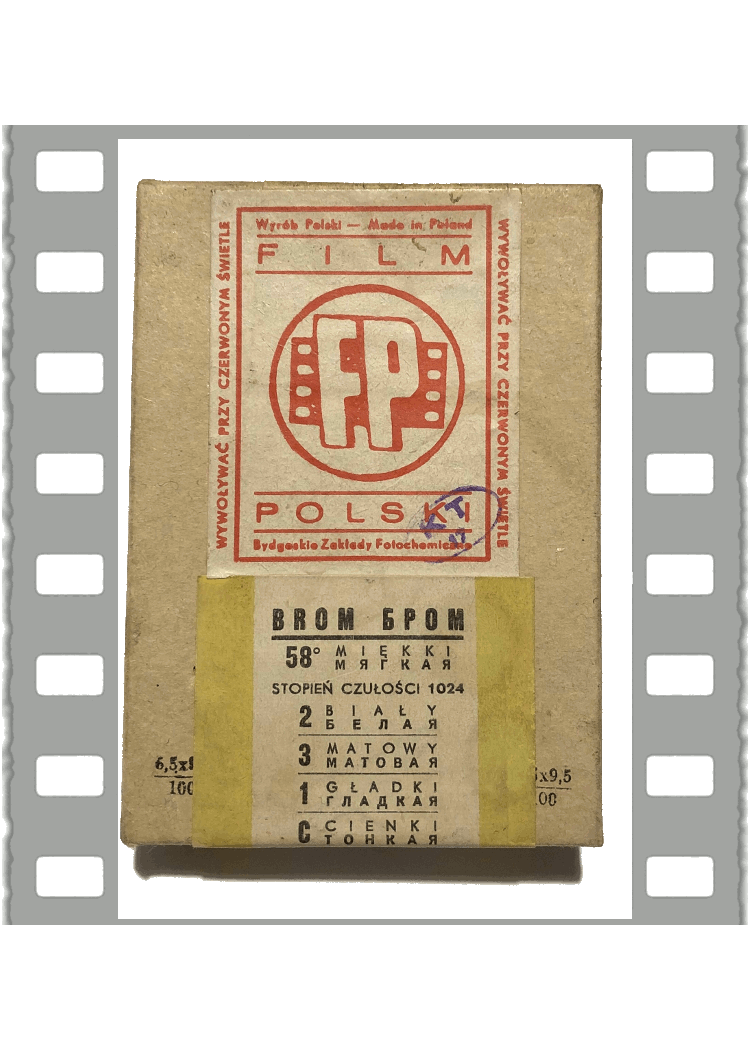 Wyrób Polski — Made in Poland
FILM
WYWOŁYWAĆ PRZY CZERWONYM ŚWIETLE
FP
WYWOŁYWAĆ PRZY CZERWONYM ŚWIETLE
POLSKI
Bydgoskie Zakłady Fotochemiczne
KT
BROM БРОМ
58° MIĘKKI
МЯГКАЯ
STOPIEŃ CZUŁOŚCI 1024
2 BIAŁY
БЕЛАЯ
3 MATOWY
МАТОВАЯ
1 GŁADKI
ГЛАДКАЯ
C CIENKI
ТОНКАЯ